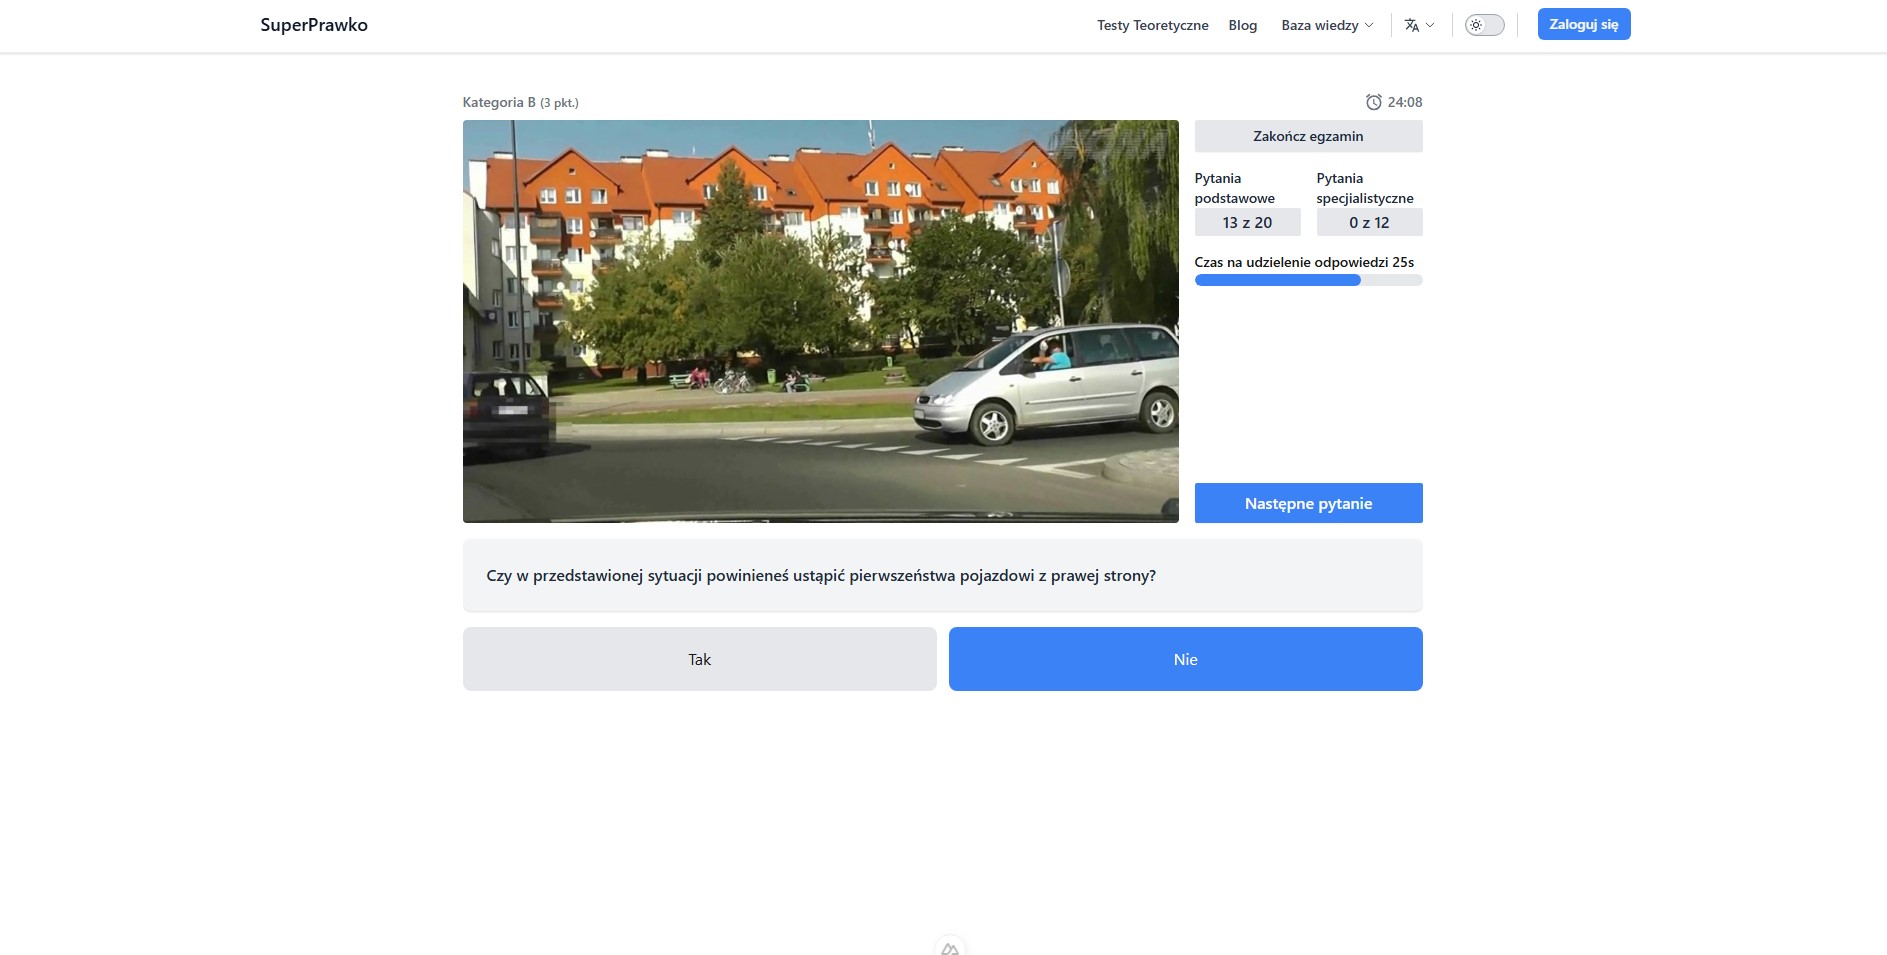 SuperPrawko
Testy Teoretyczne Blog Baza wiedzy Zaloguj się
Kategoria B (3 pkt.)
24:08
Zakończ egzamin
Pytania podstawowe
13 z 20
Pytania specjialistyczne
0 z 12
Czas na udzielenie odpowiedzi 25s
Następne pytanie
Czy w przedstawionej sytuacji powinieneś ustąpić pierwszeństwa pojazdowi z prawej strony?
Tak
Nie